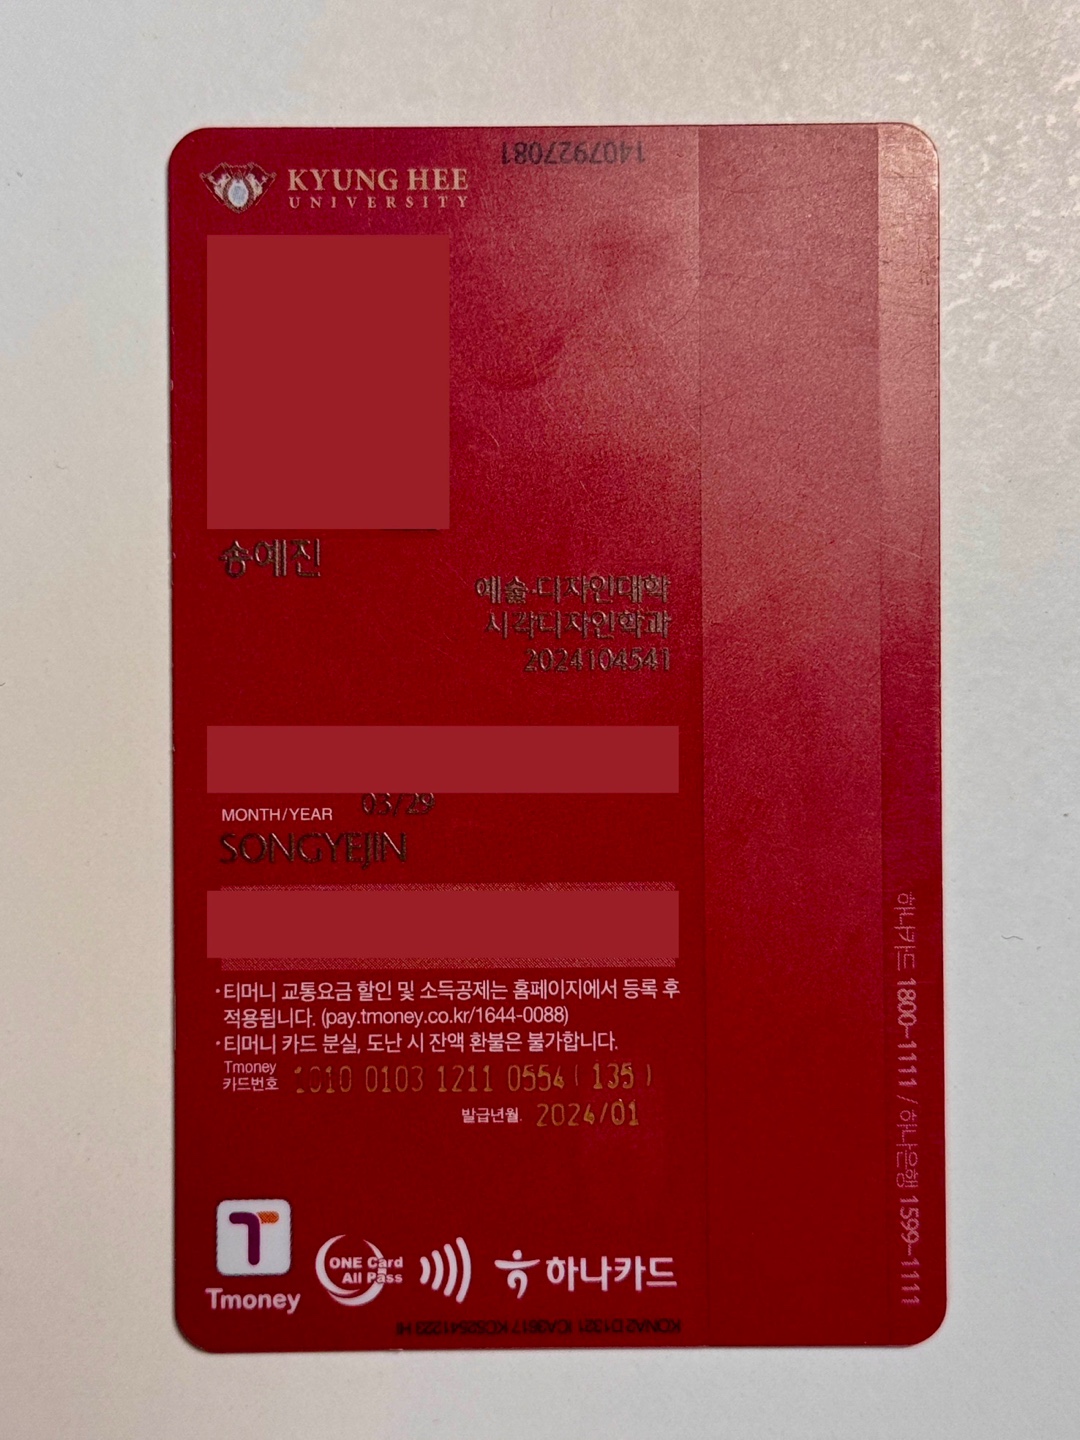 1407927081
KYUNG HEE
UNIVERSITY
송예진
예술·디자인대학
시각디자인학과
2024104541
03/29
MONTH/YEAR
SONGYEJIN
·티머니 교통요금 할인 및 소득공제는 홈페이지에서 등록 후
적용됩니다. (pay.tmoney.co.kr/1644-0088)
·티머니 카드 분실, 도난 시 잔액 환불은 불가합니다.
Tmoney
카드번호 1010 0103 1211 0554 ( 135 )
발급년월. 2024/01
하나카드 1800-1111 / 하나은행 1599-1111
T
Tmoney
ONE Card
All Pass
하나카드